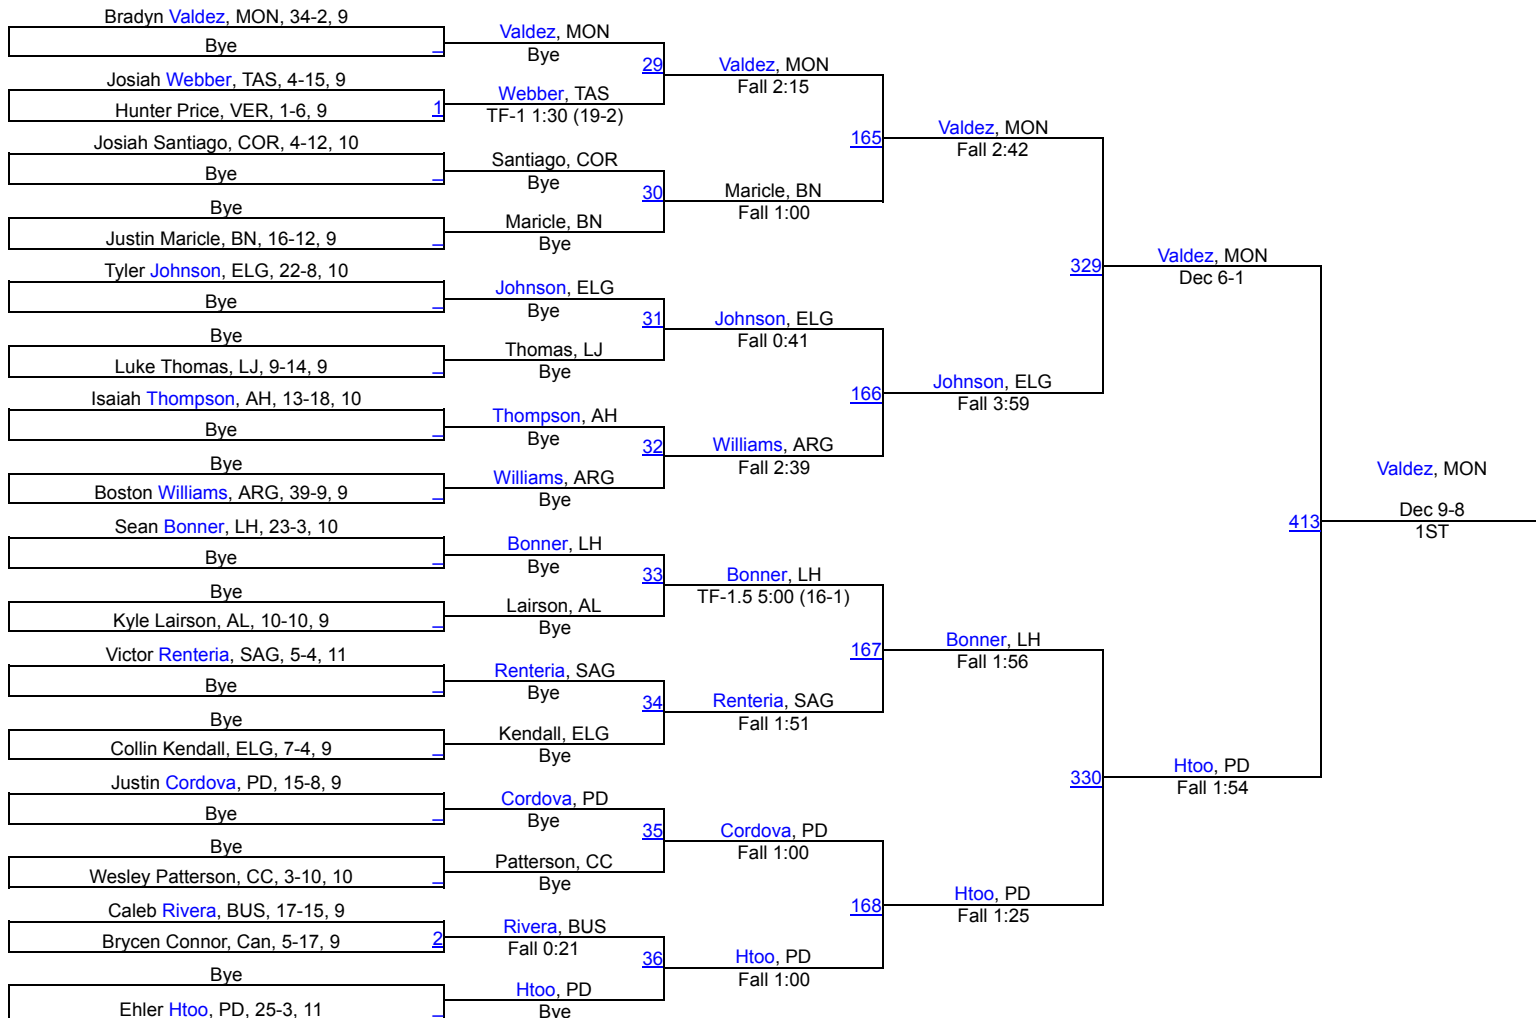 Bradyn Valdez, MON, 34-2, 9
Bye
Josiah Webber, TAS, 4-15, 9
Hunter Price, VER, 1-6, 9
1
Josiah Santiago, COR, 4-12, 10
Bye
Bye
Justin Maricle, BN, 16-12, 9
Tyler Johnson, ELG, 22-8, 10
Bye
Bye
Luke Thomas, LJ, 9-14, 9
Isaiah Thompson, AH, 13-18, 10
Bye
Bye
Boston Williams, ARG, 39-9, 9
Sean Bonner, LH, 23-3, 10
Bye
Bye
Kyle Lairson, AL, 10-10, 9
Victor Renteria, SAG, 5-4, 11
Bye
Bye
Collin Kendall, ELG, 7-4, 9
Justin Cordova, PD, 15-8, 9
Bye
Bye
Wesley Patterson, CC, 3-10, 10
Caleb Rivera, BUS, 17-15, 9
Brycen Connor, Can, 5-17, 9
2
Bye
Ehler Htoo, PD, 25-3, 11
Valdez, MON
Bye
29
Webber, TAS
TF-1 1:30 (19-2)
Santiago, COR
Bye
30
Maricle, BN
Bye
Johnson, ELG
Bye
31
Thomas, LJ
Bye
Thompson, AH
Bye
32
Williams, ARG
Bye
Bonner, LH
Bye
33
Lairson, AL
Bye
Renteria, SAG
Bye
34
Kendall, ELG
Bye
Cordova, PD
Bye
35
Patterson, CC
Bye
Rivera, BUS
Fall 0:21
36
Htoo, PD
Bye
Valdez, MON
Fall 2:15
165
Maricle, BN
Fall 1:00
Johnson, ELG
Fall 0:41
166
Williams, ARG
Fall 2:39
Bonner, LH
TF-1.5 5:00 (16-1)
167
Renteria, SAG
Fall 1:51
Cordova, PD
Fall 1:00
168
Htoo, PD
Fall 1:00
Valdez, MON
Fall 2:42
329
Johnson, ELG
Fall 3:59
Bonner, LH
Fall 1:56
330
Htoo, PD
Fall 1:25
Valdez, MON
Dec 6-1
413
Htoo, PD
Fall 1:54
Valdez, MON
Dec 9-8
1ST